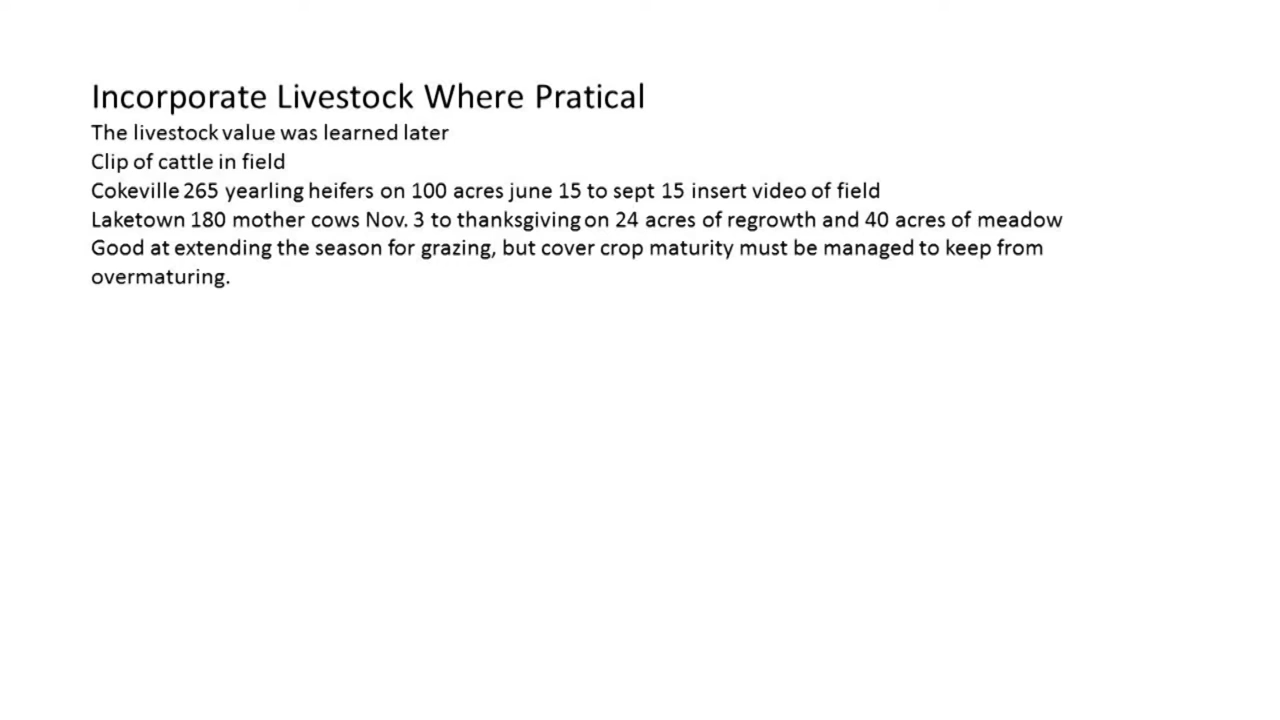 Incorporate Livestock Where Pratical
The livestock value was learned later
Clip of cattle in field
Cokeville 265 yearling heifers on 100 acres june 15 to sept 15 insert video of field
Laketown 180 mother cows Nov. 3 to thanksgiving on 24 acres of regrowth and 40 acres of meadow
Good at extending the season for grazing, but cover crop maturity must be managed to keep from
overmaturing.